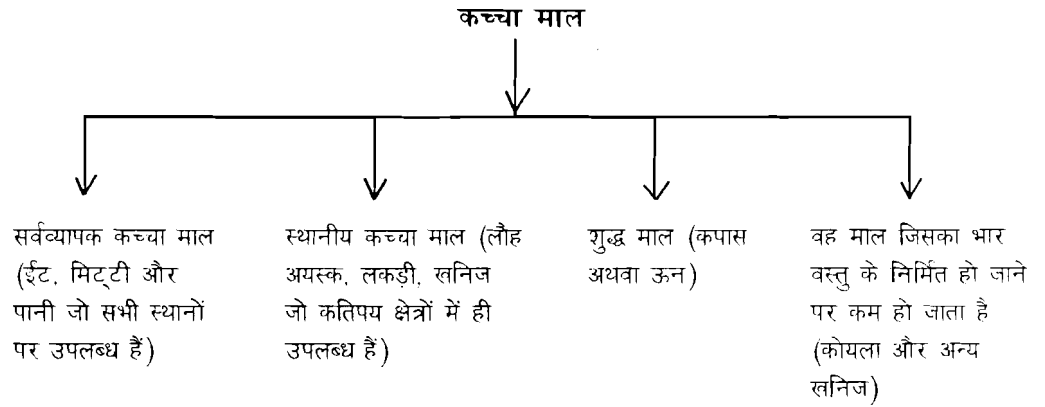 कच्चा माल
सर्वव्यापक कच्चा माल
(ईंट, मिट्टी और
पानी जो सभी स्थानों
पर उपलब्ध हैं)
स्थानीय कच्चा माल (लौह
अयस्क, लकड़ी, खनिज
जो कतिपय क्षेत्रों में ही
उपलब्ध हैं)
शुद्ध माल (कपास
अथवा ऊन)
वह माल जिसका भार
वस्तु के निर्मित हो जाने
पर कम हो जाता है
(कोयला और अन्य
खनिज)